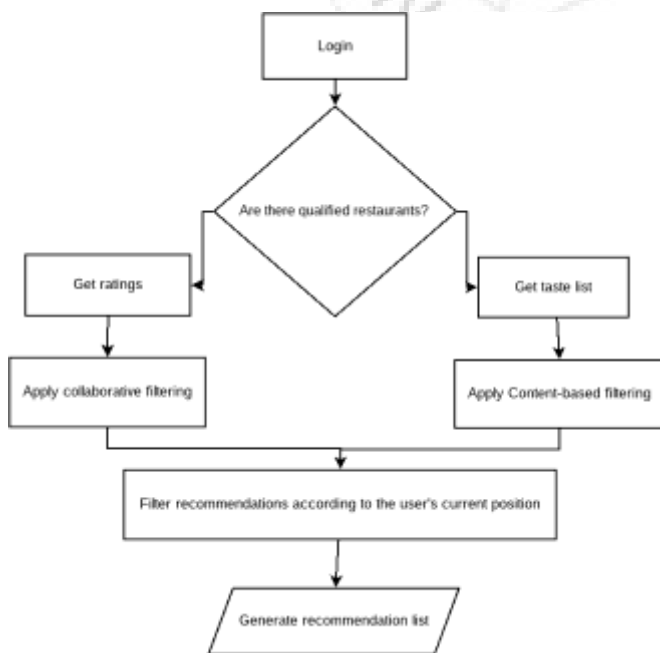 Login
Are there qualified restaurants?
Get ratings
Get taste list
Apply collaborative filtering
Apply Content-based filtering
Filter recommendations according to the user's current position
Generate recommendation list